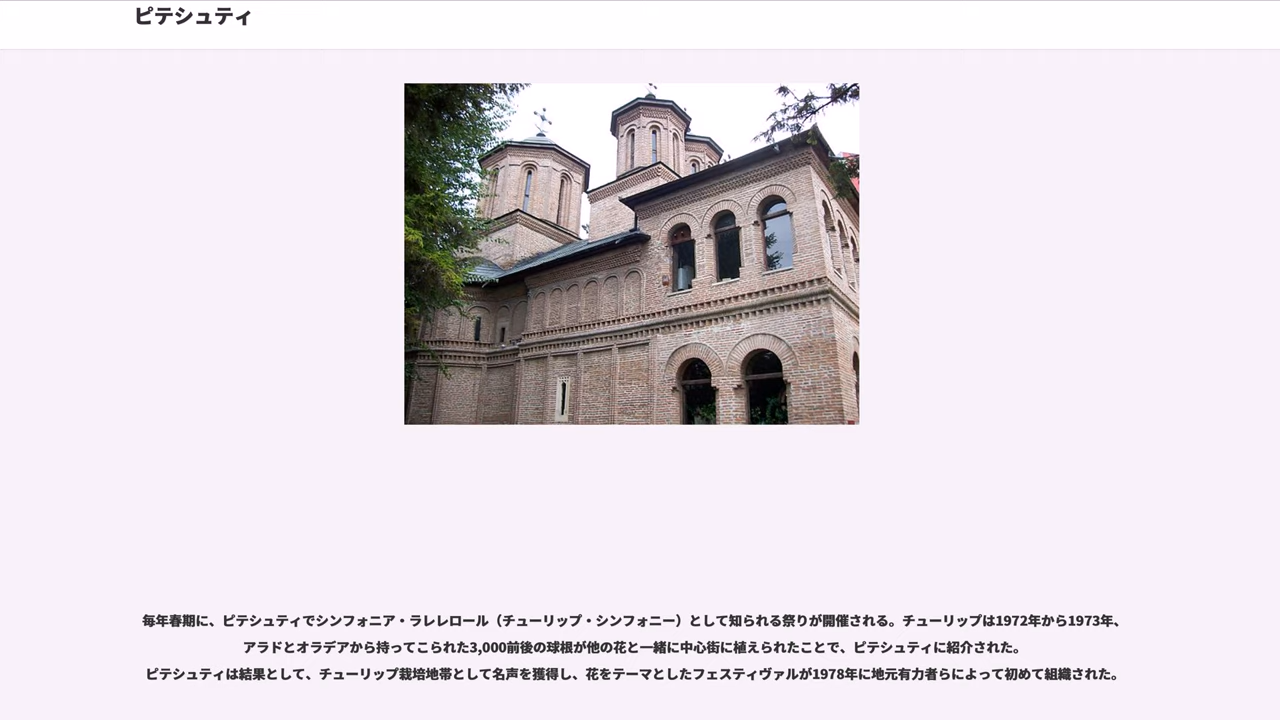 ピテシュティ
毎年春期に、ピテシュティでシンフォニア・ラレレロール（チューリップ・シンフォニー）として知られる祭りが開催される。チューリップは1972年から1973年、
アラドとオラデアから持ってこられた3,000前後の球根が他の花と一緒に中心街に植えられたことで、ピテシュティに紹介された。
ピテシュティは結果として、チューリップ栽培地帯として名声を獲得し、花をテーマとしたフェスティヴァルが1978年に地元有力者らによって初めて組織された。